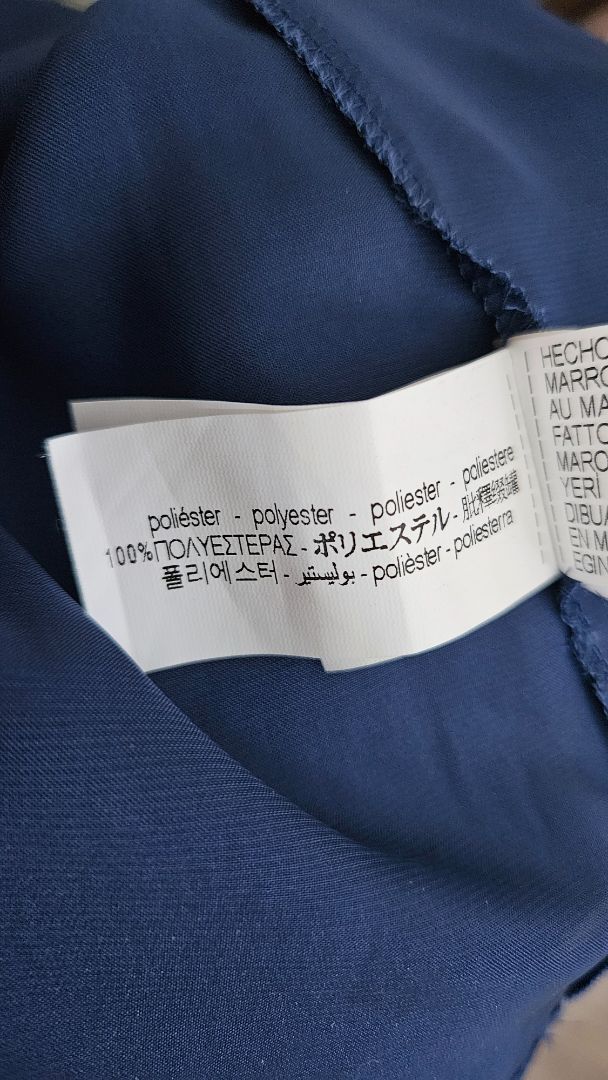 poliéster - polyester - poliester - poliestere
100% ΠΟΛΥΕΣΤΕΡΑΣ - ポリエステル -
폴리에스터 - بوليستير - polièster - poliesterra
HECHO
MARRO
AU MA
FATTO
MARO
YERİ
DIBUA
EN M
EGIN